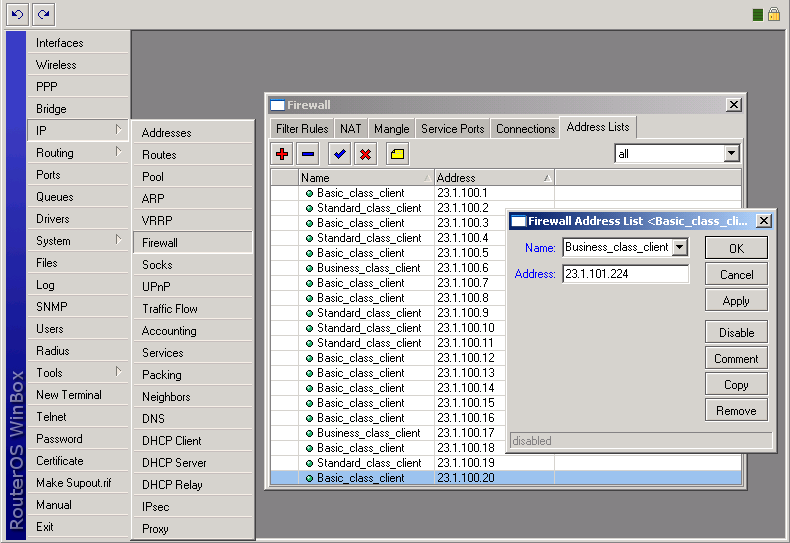 Interfaces
Wireless
PPP
Bridge
IP
Routing
Ports
Queues
Drivers
System
Files
Log
SNMP
Users
Radius
Tools
New Terminal
Telnet
Password
Certificate
Make Supout.rif
Manual
Exit
RouterOS WinBox
Addresses
Routes
Pool
ARP
VRRP
Firewall
Socks
UPnP
Traffic Flow
Accounting
Services
Packing
Neighbors
DNS
DHCP Client
DHCP Server
DHCP Relay
IPsec
Proxy
Firewall
Filter Rules NAT Mangle Service Ports Connections Address Lists
all
Name Address
Basic_class_client 23.1.100.1
Standard_class_client 23.1.100.2
Basic_class_client 23.1.100.3
Standard_class_client 23.1.100.4
Basic_class_client 23.1.100.5
Business_class_client 23.1.100.6
Basic_class_client 23.1.100.7
Basic_class_client 23.1.100.8
Standard_class_client 23.1.100.9
Standard_class_client 23.1.100.10
Standard_class_client 23.1.100.11
Basic_class_client 23.1.100.12
Basic_class_client 23.1.100.13
Basic_class_client 23.1.100.14
Basic_class_client 23.1.100.15
Basic_class_client 23.1.100.16
Business_class_client 23.1.100.17
Basic_class_client 23.1.100.18
Standard_class_client 23.1.100.19
Basic_class_client 23.1.100.20
Firewall Address List <Basic_class_cli...
Name: Business_class_client
Address: 23.1.101.224
OK
Cancel
Apply
Disable
Comment
Copy
Remove
disabled